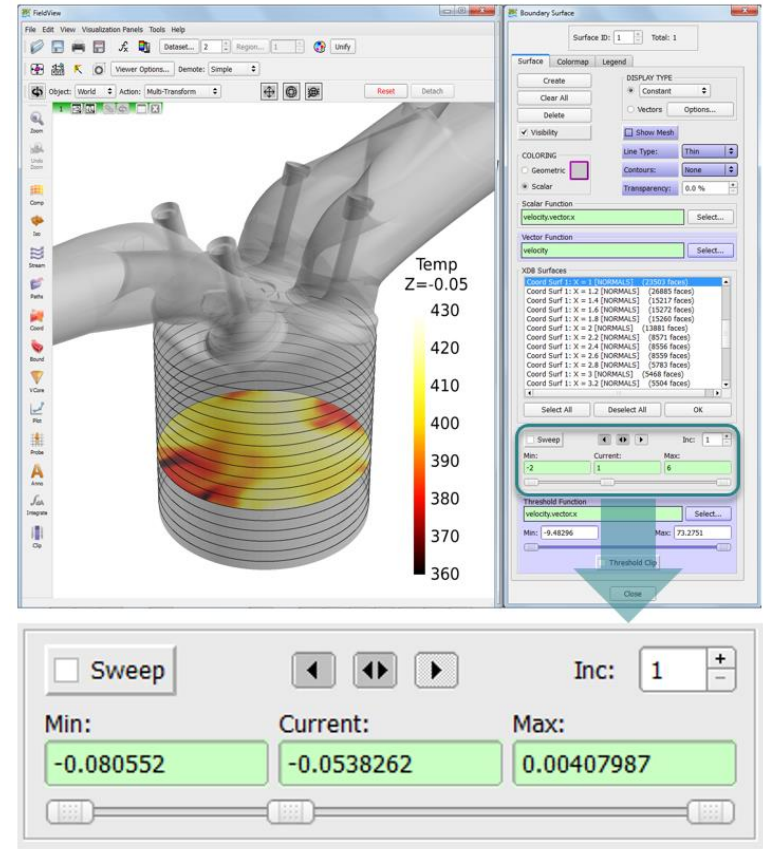 FieldView
File Edit View Visualization Panels Tools Help
Dataset... 2 Region... 1 Unify
Viewer Options... Demote: Simple
Object: World Action: Multi-Transform Reset Detach
1
Zoom
Undo
Zoom
Comp
Iso
Stream
Paths
Coord
Bound
V.Core
Plot
Probe
Anno
Integrate
Clip
Temp
Z=-0.05
430
420
410
400
390
380
370
360
Boundary Surface
Surface ID: 1 Total: 1
Surface Colormap Legend
Create
Clear All
Delete
Visibility
DISPLAY TYPE
Constant
Vectors Options...
Show Mesh
COLORING
Geometric
Scalar
Line Type: Thin
Contours: None
Transparency: 0.0 %
Scalar Function
velocity.vector.x Select...
Vector Function
velocity Select...
XDB Surfaces
Coord Surf 1: X = 1 [NORMALS] (23503 faces)
Coord Surf 1: X = 1.2 [NORMALS] (26885 faces)
Coord Surf 1: X = 1.4 [NORMALS] (15217 faces)
Coord Surf 1: X = 1.6 [NORMALS] (15272 faces)
Coord Surf 1: X = 1.8 [NORMALS] (15260 faces)
Coord Surf 1: X = 2 [NORMALS] (13881 faces)
Coord Surf 1: X = 2.2 [NORMALS] (8571 faces)
Coord Surf 1: X = 2.4 [NORMALS] (8556 faces)
Coord Surf 1: X = 2.6 [NORMALS] (8559 faces)
Coord Surf 1: X = 2.8 [NORMALS] (5783 faces)
Coord Surf 1: X = 3 [NORMALS] (5468 faces)
Coord Surf 1: X = 3.2 [NORMALS] (5504 faces)
Select All Deselect All OK
Sweep Inc: 1
Min: Current: Max:
-2 1 6
Threshold Function
velocity.vector.x Select...
Min: -9.48296 Max: 73.2751
Threshold Clip
Close
Sweep Inc: 1
Min: Current: Max:
-0.080552 -0.0538262 0.00407987